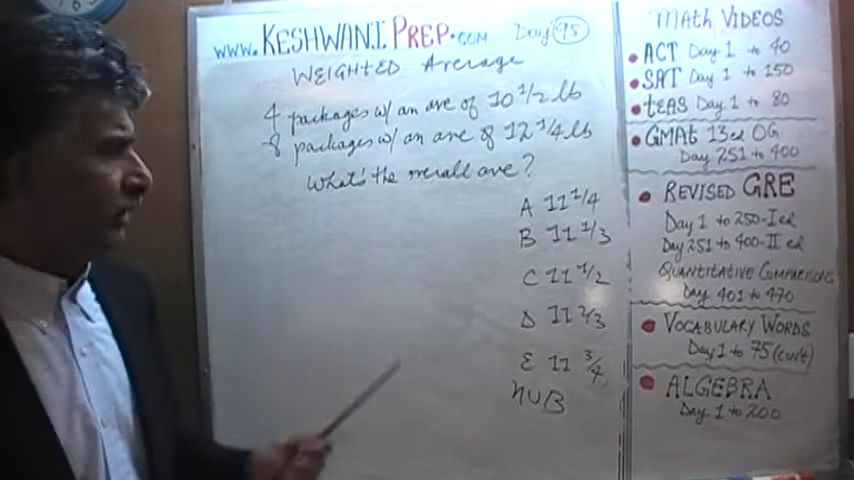 www.KESHWANIPREP.com Day 95
WEIGHTED Average
4 packages w/ an ave of 10 1/2 lb
8 packages w/ an ave of 12 1/4 lb
What's the overall ave?
A 11 1/4
B 11 1/3
C 11 1/2
D 11 2/3
E 11 3/4
NUB
MATH VIDEOS
ACT Day 1 to 40
SAT Day 1 to 150
tEAS Day 1 to 80
GMAt 13ed OG
Day 251 to 400
REVISED GRE
Day 1 to 250-I ed
Day 251 to 400-II ed
QUANTITATIVE COMPARISONS
Day 401 to 470
VOCABULARY WORDS
Day 1 to 75 (con't)
ALGEBRA
Day 1 to 200